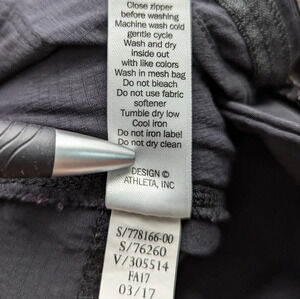 Close zipper
before washing
Machine wash cold
gentle cycle
Wash and dry
inside out
with like colors
Wash in mesh bag
Do not bleach
Do not use fabric
softener
Tumble dry low
Cool iron
Do not iron label
Do not dry clean
DESIGN ©
ATHLETA, INC
S/778166-00
S/76260
V/305514
FA17
03/17